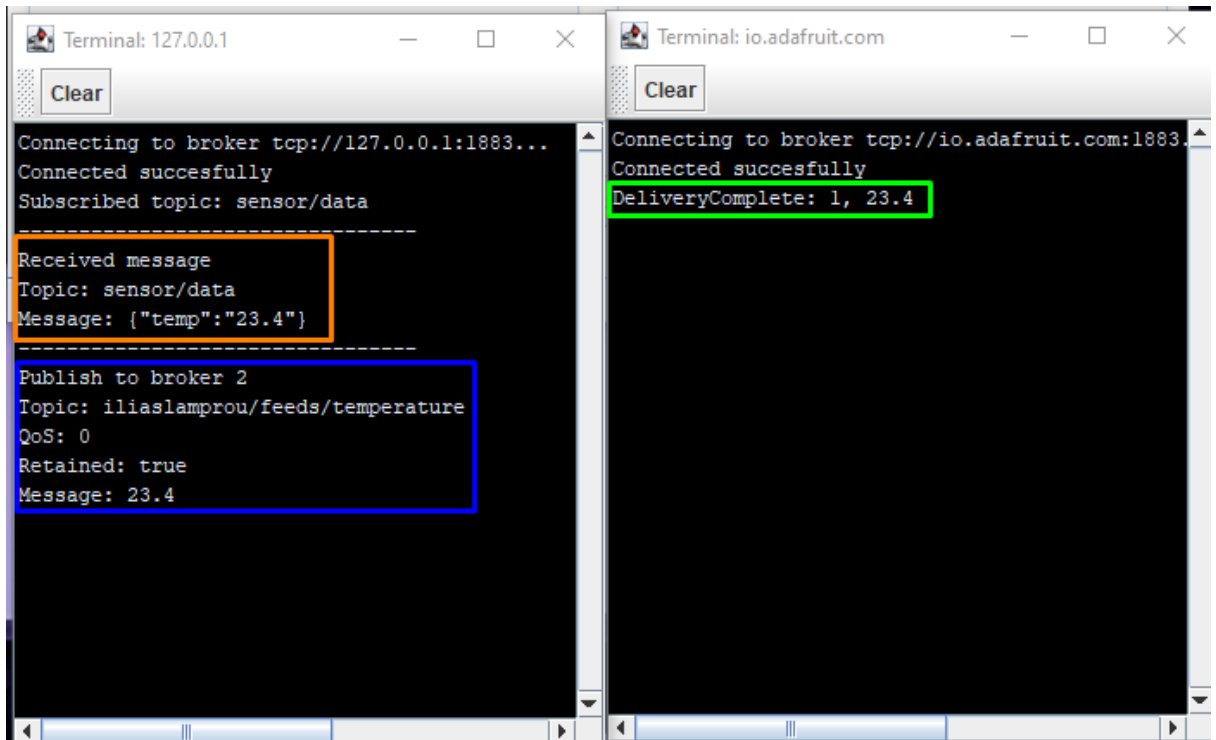 Terminal: 127.0.0.1
Clear
Connecting to broker tcp://127.0.0.1:1883...
Connected succesfully
Subscribed topic: sensor/data
---------------------------------
Received message
Topic: sensor/data
Message: {"temp":"23.4"}
---------------------------------
Publish to broker 2
Topic: iliaslamprou/feeds/temperature
QoS: 0
Retained: true
Message: 23.4
Terminal: io.adafruit.com
Clear
Connecting to broker tcp://io.adafruit.com:1883.
Connected succesfully
DeliveryComplete: 1, 23.4